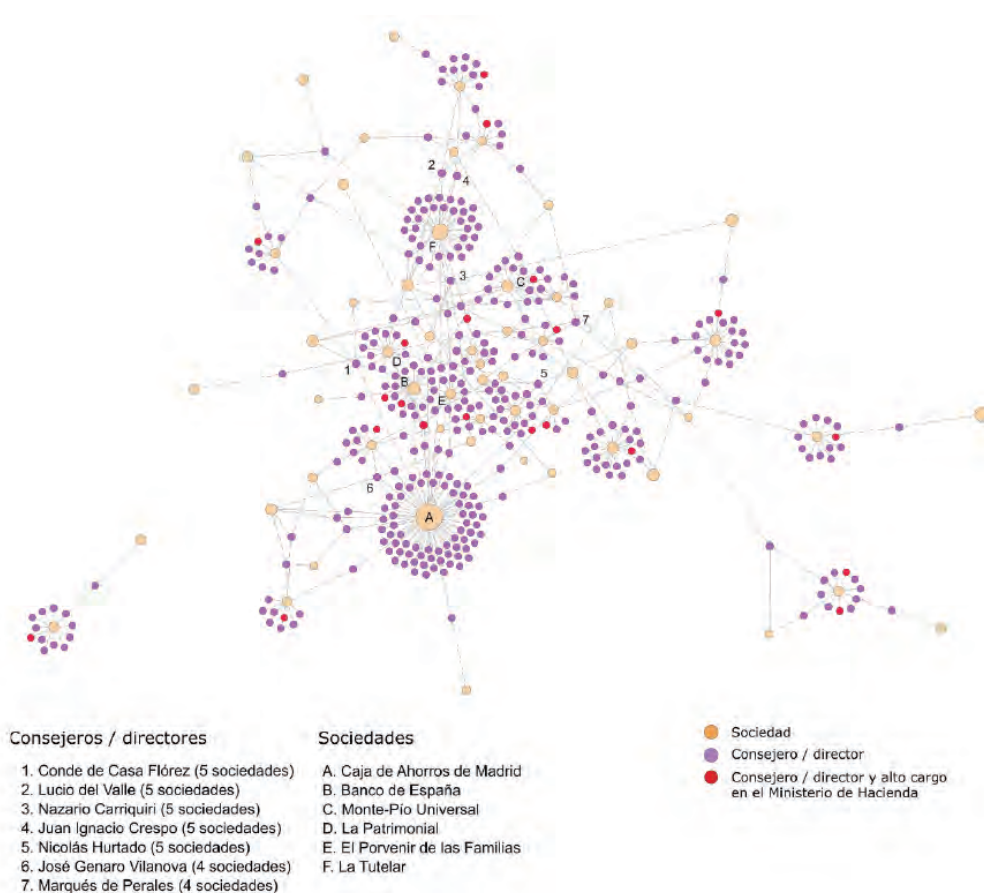 2
4
F
3
C
7
D
1
B
5
E
6
A
Consejeros / directores
1. Conde de Casa Flórez (5 sociedades)
2. Lucio del Valle (5 sociedades)
3. Nazario Carriquiri (5 sociedades)
4. Juan Ignacio Crespo (5 sociedades)
5. Nicolás Hurtado (5 sociedades)
6. José Genaro Vilanova (4 sociedades)
7. Marqués de Perales (4 sociedades)
Sociedades
A. Caja de Ahorros de Madrid
B. Banco de España
C. Monte-Pío Universal
D. La Patrimonial
E. El Porvenir de las Familias
F. La Tutelar
Sociedad
Consejero / director
Consejero / director y alto cargo
en el Ministerio de Hacienda